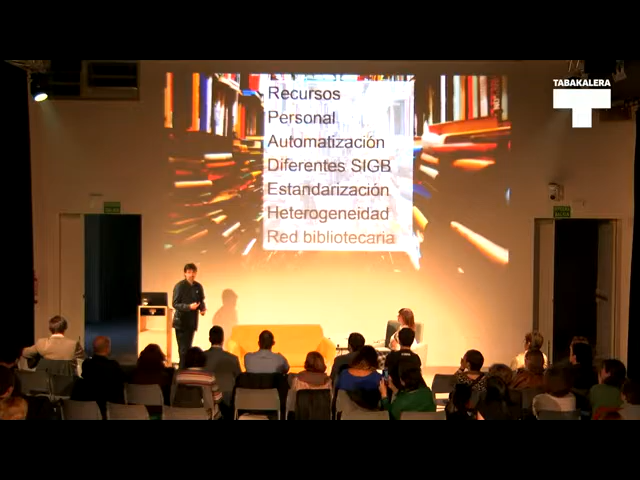 TABAKALERA
Recursos
Personal
Automatización
Diferentes SIGB
Estandarización
Heterogeneidad
Red bibliotecaria